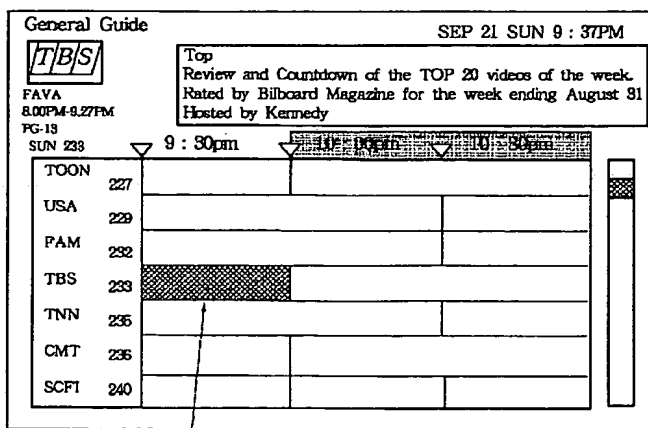 General Guide
SEP 21 SUN 9 : 37PM
TBS
Top
Review and Countdown of the TOP 20 videos of the week.
Rated by Billboard Magazine for the week ending August 31
Hosted by Kennedy
FAVA
8.00PM-9.27PM
PG-13
SUN 233
9 : 30pm
10 : 00pm
10 : 30pm
TOON 227
USA 229
FAM 232
TBS 233
TNN 235
CMT 236
SCFI 240